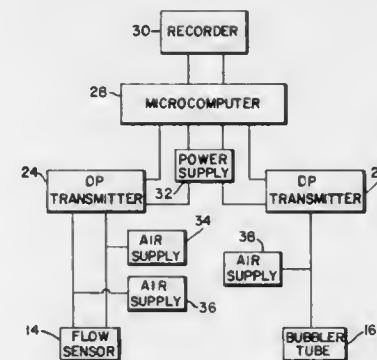 30
RECORDER
28
MICROCOMPUTER
24
DP
TRANSMITTER
32
POWER
SUPPLY
DP
TRANSMITTER
34
AIR
SUPPLY
36
AIR
SUPPLY
38
AIR
SUPPLY
14
FLOW
SENSOR
BUBBLER
TUBE
16